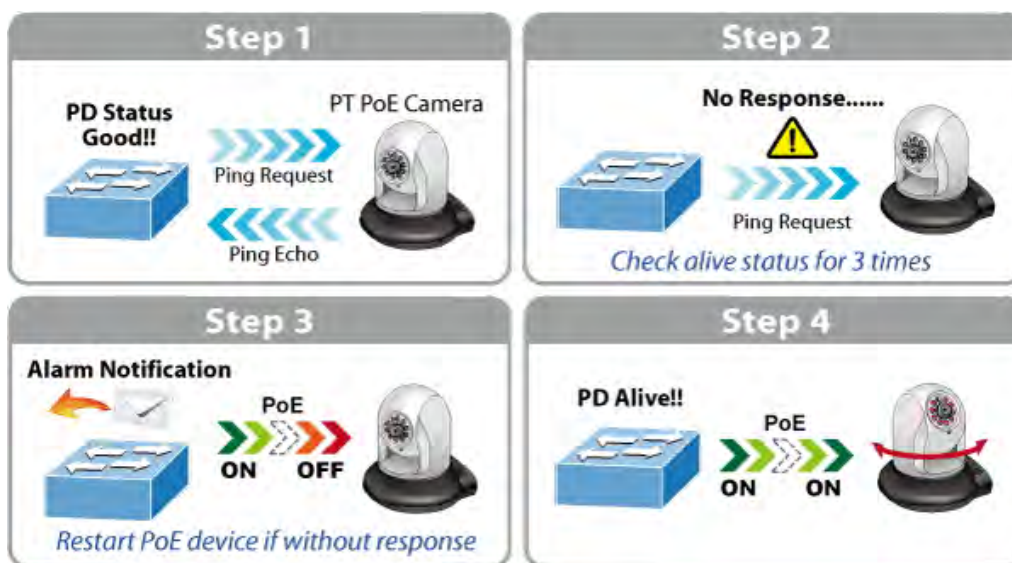 Step 1
PD Status
Good!!
PT PoE Camera
Ping Request
Ping Echo
Step 2
No Response......
Ping Request
Check alive status for 3 times
Step 3
Alarm Notification
PoE
ON OFF
Restart PoE device if without response
Step 4
PD Alive!!
PoE
ON ON